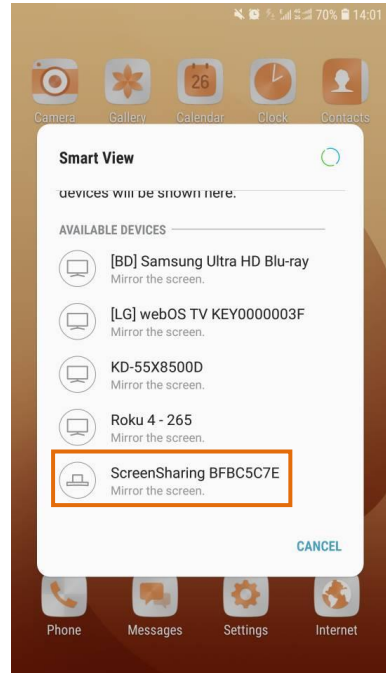 70% 14:01
26
Camera Gallery Calendar Clock Contacts
Smart View
devices will be shown here.
AVAILABLE DEVICES
[BD] Samsung Ultra HD Blu-ray
Mirror the screen.
[LG] webOS TV KEY0000003F
Mirror the screen.
KD-55X8500D
Mirror the screen.
Roku 4 - 265
Mirror the screen.
ScreenSharing BFBC5C7E
Mirror the screen.
CANCEL
Phone Messages Settings Internet